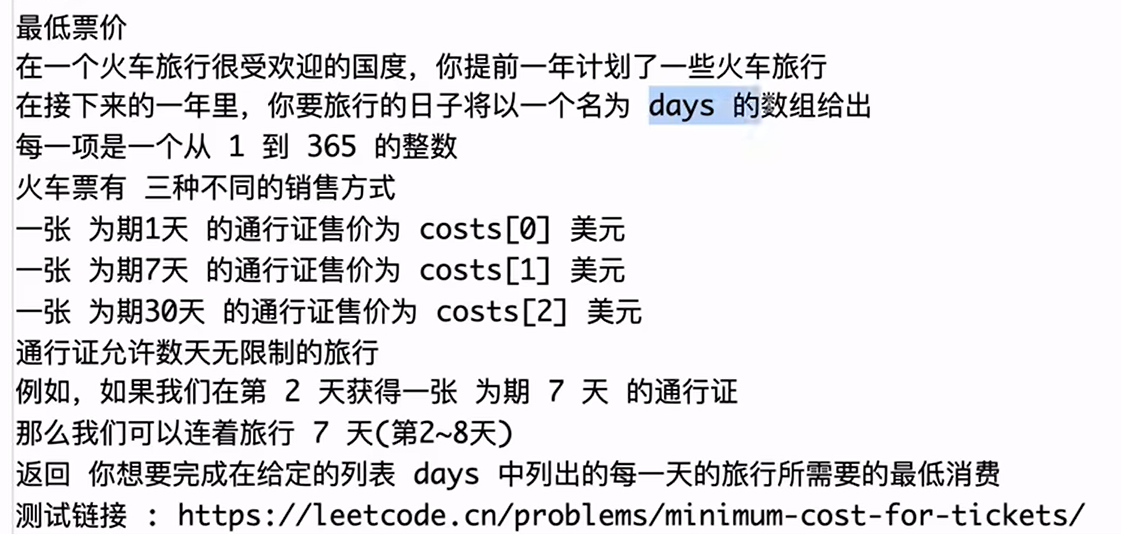 最低票价
在一个火车旅行很受欢迎的国度，你提前一年计划了一些火车旅行
在接下来的一年里，你要旅行的日子将以一个名为 days 的数组给出
每一项是一个从 1 到 365 的整数
火车票有 三种不同的销售方式
一张 为期1天 的通行证售价为 costs[0] 美元
一张 为期7天 的通行证售价为 costs[1] 美元
一张 为期30天 的通行证售价为 costs[2] 美元
通行证允许数天无限制的旅行
例如，如果我们在第 2 天获得一张 为期 7 天 的通行证
那么我们可以连着旅行 7 天(第2~8天)
返回 你想要完成在给定的列表 days 中列出的每一天的旅行所需要的最低消费
测试链接 : https://leetcode.cn/problems/minimum-cost-for-tickets/